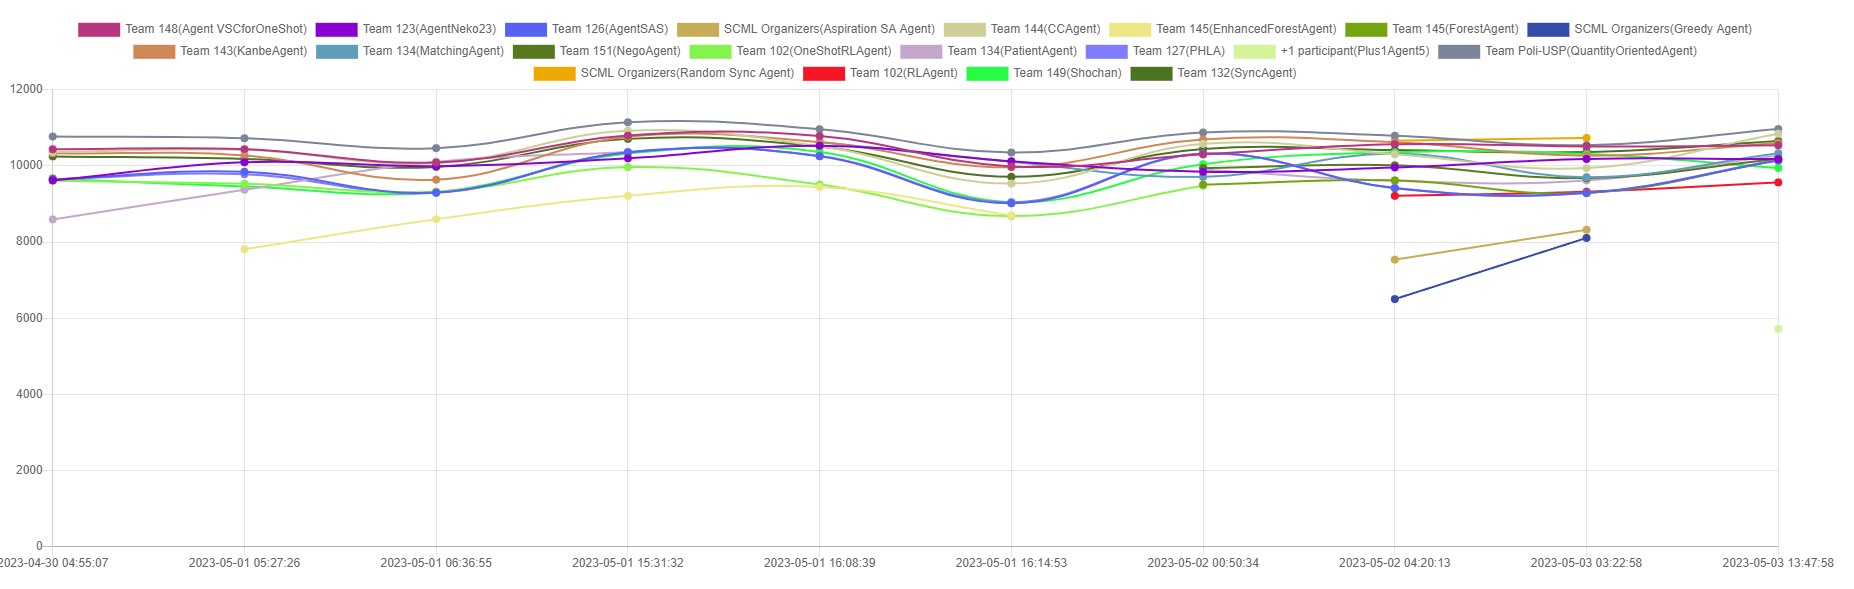 Team 148(Agent VSCforOneShot) Team 123(AgentNeko23) Team 126(AgentSAS) SCML Organizers(Aspiration SA Agent) Team 144(CCAgent) Team 145(EnhancedForestAgent) Team 145(ForestAgent) SCML Organizers(Greedy Agent)
Team 143(KanbeAgent) Team 134(MatchingAgent) Team 151(NegoAgent) Team 102(OneShotRLAgent) Team 134(PatientAgent) Team 127(PHLA) +1 participant(Plus1Agent5) Team Poli-USP(QuantityOrientedAgent)
SCML Organizers(Random Sync Agent) Team 102(RLAgent) Team 149(Shochan) Team 132(SyncAgent)
12000
10000
8000
6000
4000
2000
0
2023-04-30 04:55:07 2023-05-01 05:27:26 2023-05-01 06:36:55 2023-05-01 15:31:32 2023-05-01 16:08:39 2023-05-01 16:14:53 2023-05-02 00:50:34 2023-05-02 04:20:13 2023-05-03 03:22:58 2023-05-03 13:47:58